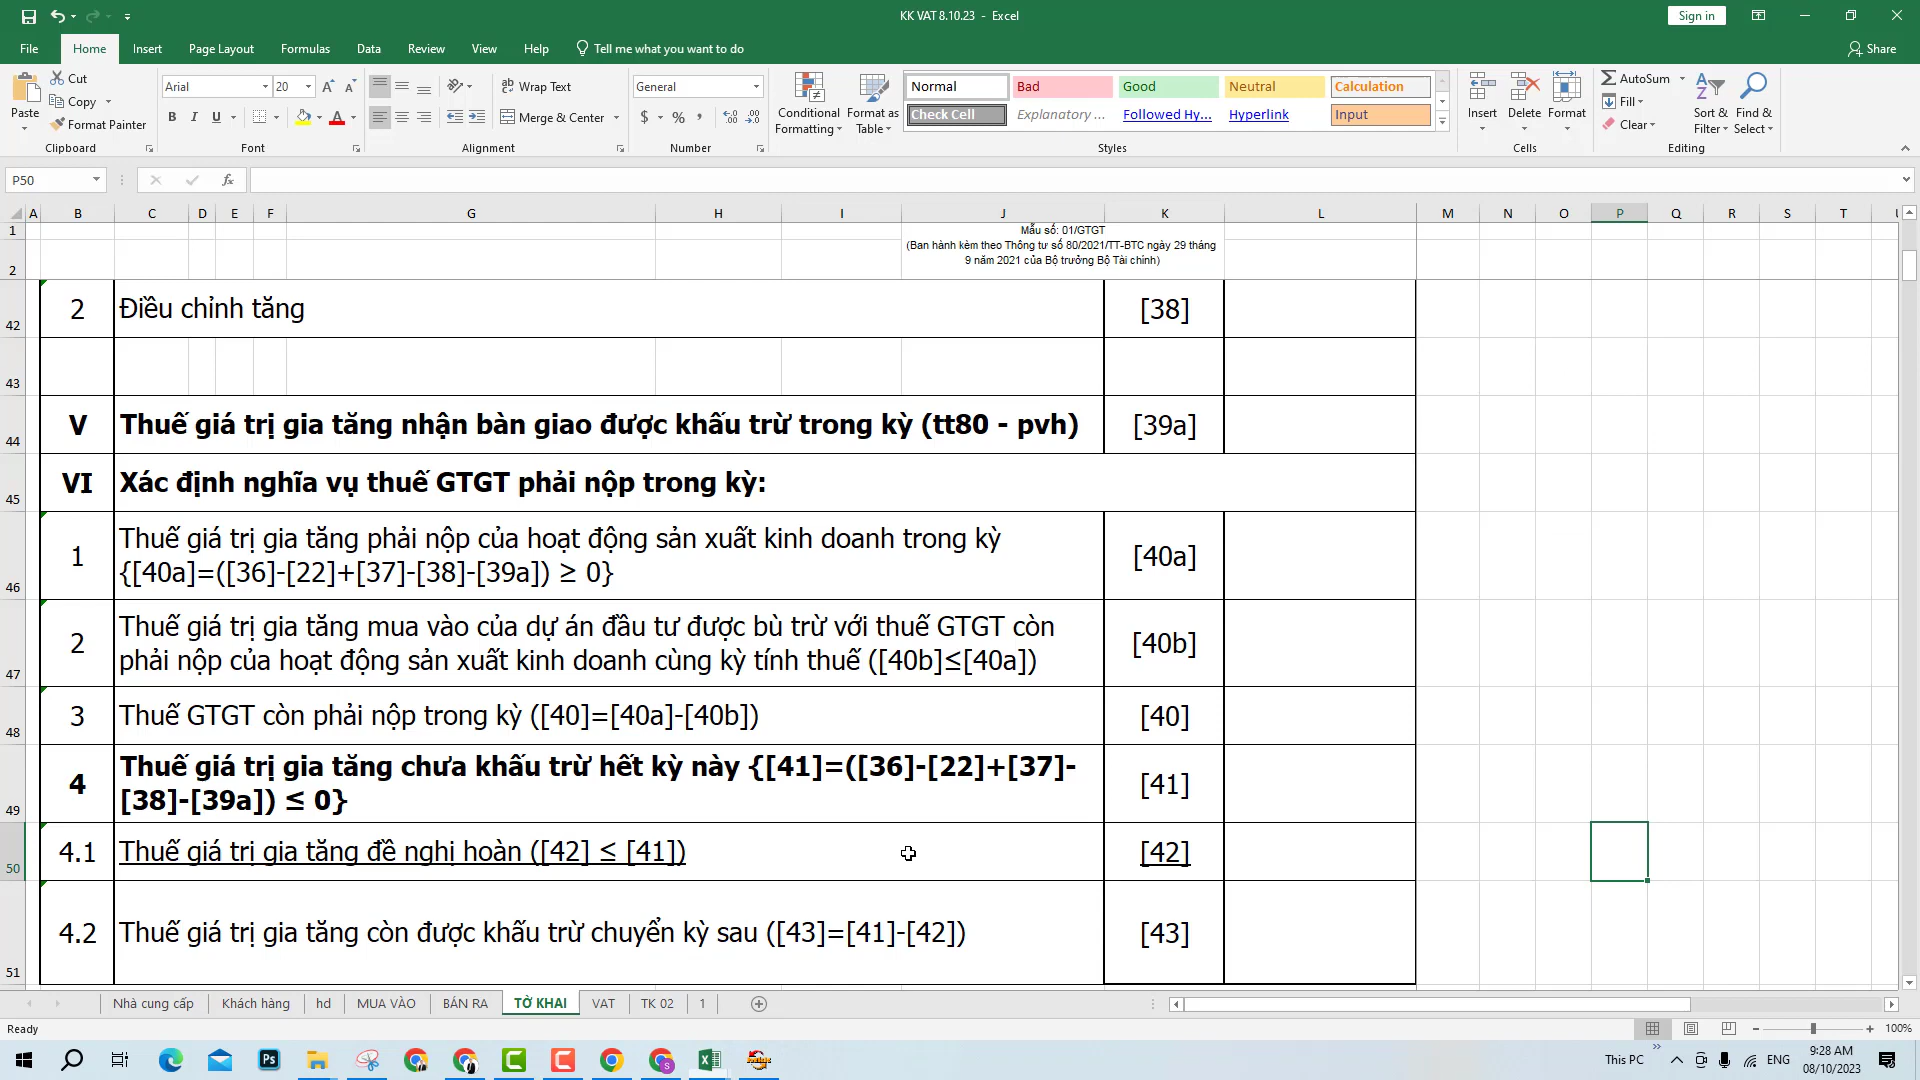 KK VAT 8.10.23 - Excel
Sign in
File Home Insert Page Layout Formulas Data Review View Help Tell me what you want to do Share
Paste
Cut
Copy
Format Painter
Clipboard
Arial 20
B I U
Font
Wrap Text
Merge & Center
Alignment
General
$ % ,
Number
Conditional Formatting
Format as Table
Normal Bad Good Neutral Calculation
Check Cell Explanatory ... Followed Hy... Hyperlink Input
Styles
Insert Delete Format
Cells
AutoSum
Fill
Clear
Sort & Filter
Find & Select
Editing
P50
fx
A B C D E F G H I J K L M N O P Q R S T
1
2
Mẫu số: 01/GTGT
(Ban hành kèm theo Thông tư số 80/2021/TT-BTC ngày 29 tháng
9 năm 2021 của Bộ trưởng Bộ Tài chính)
42 2 Điều chỉnh tăng [38]
43
44 V Thuế giá trị gia tăng nhận bàn giao được khấu trừ trong kỳ (tt80 - pvh) [39a]
45 VI Xác định nghĩa vụ thuế GTGT phải nộp trong kỳ:
46 1 Thuế giá trị gia tăng phải nộp của hoạt động sản xuất kinh doanh trong kỳ
{[40a]=([36]-[22]+[37]-[38]-[39a]) ≥ 0} [40a]
47 2 Thuế giá trị gia tăng mua vào của dự án đầu tư được bù trừ với thuế GTGT còn
phải nộp của hoạt động sản xuất kinh doanh cùng kỳ tính thuế ([40b]≤[40a]) [40b]
48 3 Thuế GTGT còn phải nộp trong kỳ ([40]=[40a]-[40b]) [40]
49 4 Thuế giá trị gia tăng chưa khấu trừ hết kỳ này {[41]=([36]-[22]+[37]-
[38]-[39a]) ≤ 0} [41]
50 4.1 Thuế giá trị gia tăng đề nghị hoàn ([42] ≤ [41]) [42]
51 4.2 Thuế giá trị gia tăng còn được khấu trừ chuyển kỳ sau ([43]=[41]-[42]) [43]
Nhà cung cấp Khách hàng hd MUA VÀO BÁN RA TỜ KHAI VAT TK 02 1
Ready
100%
This PC
ENG
9:28 AM
08/10/2023